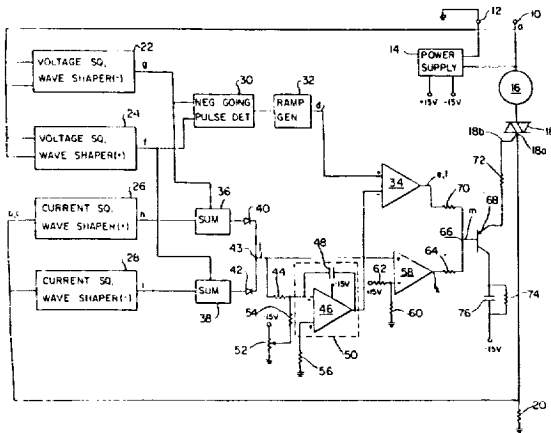 12
10
a
14
POWER SUPPLY
+15V -15V
16
18
18b
18a
22
VOLTAGE SQ,
WAVE SHAPER(-)
g
24
VOLTAGE SQ,
WAVE SHAPER(+)
f
30
NEG GOING
PULSE DET
32
RAMP
GEN
d
34
e,j
70
72
68
66
m
64
26
CURRENT SQ,
WAVE SHAPER(+)
h
36
SUM
40
43
42
38
SUM
28
CURRENT SQ,
WAVE SHAPER(-)
i
44
48
-15V
46
50
54
52
15V
56
62
+15V
58
60
76
74
-15V
20